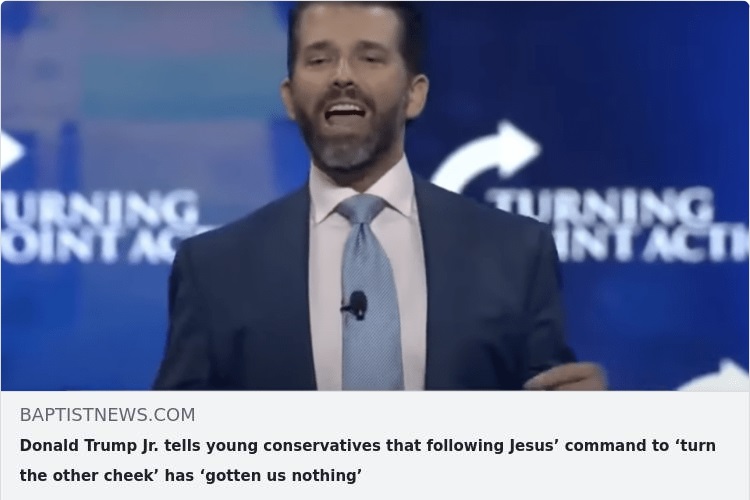 URNING
OINT AC
TURNING
INT ACTI
BAPTISTNEWS.COM
Donald Trump Jr. tells young conservatives that following Jesus’ command to ‘turn
the other cheek’ has ‘gotten us nothing’